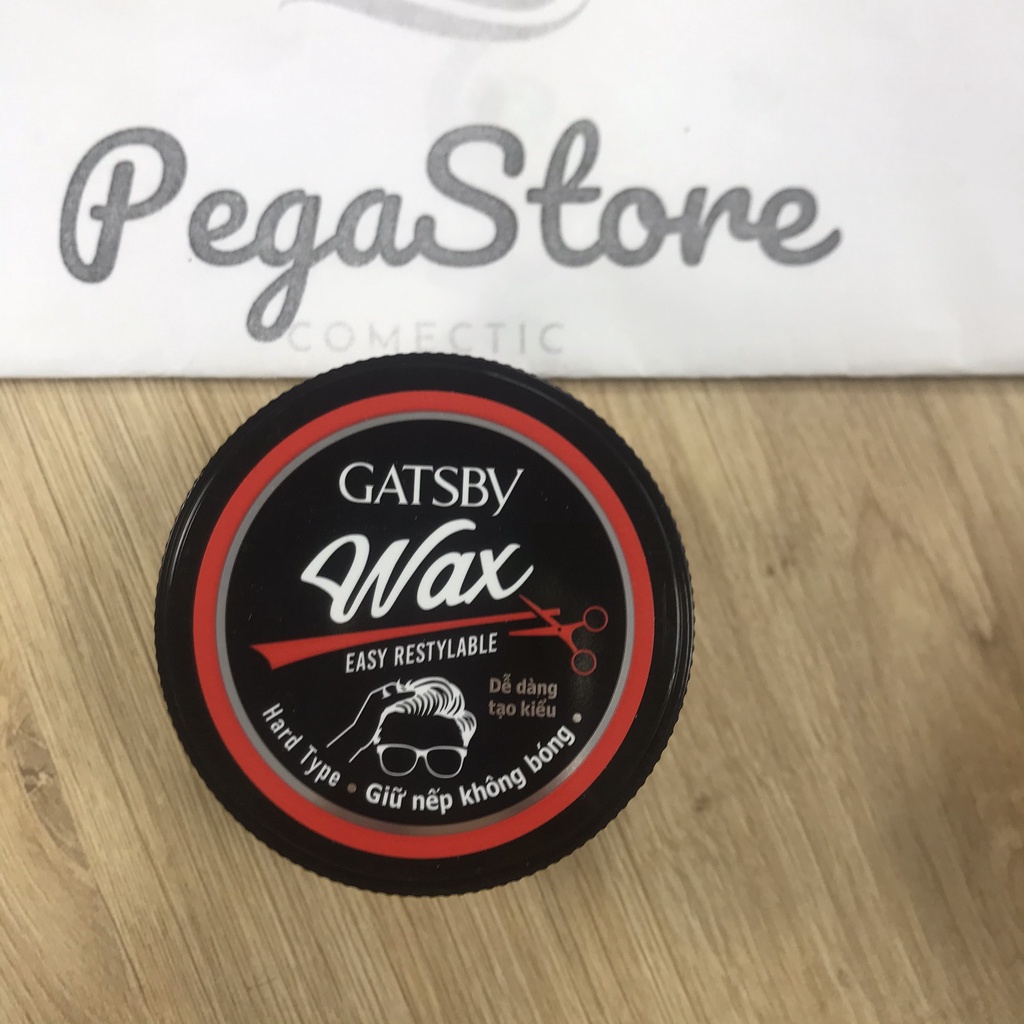 PegaStore
COMECTIC
GATSBY
Wax
EASY RESTYLABLE
Dễ dàng
tạo kiểu
Hard Type • Giữ nếp không bóng •